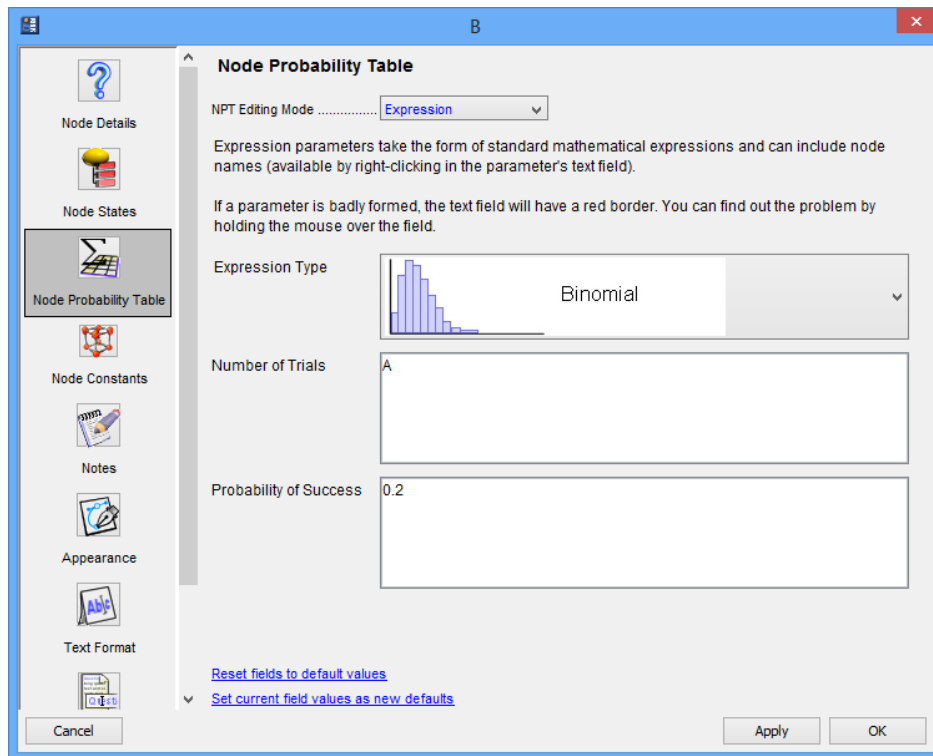 B
Node Details
Node States
Node Probability Table
Node Constants
Notes
Appearance
Text Format
Node Probability Table
NPT Editing Mode ................ Expression
Expression parameters take the form of standard mathematical expressions and can include node
names (available by right-clicking in the parameter's text field).
If a parameter is badly formed, the text field will have a red border. You can find out the problem by
holding the mouse over the field.
Expression Type
Binomial
Number of Trials
A
Probability of Success
0.2
Reset fields to default values
Set current field values as new defaults
Cancel
Apply
OK